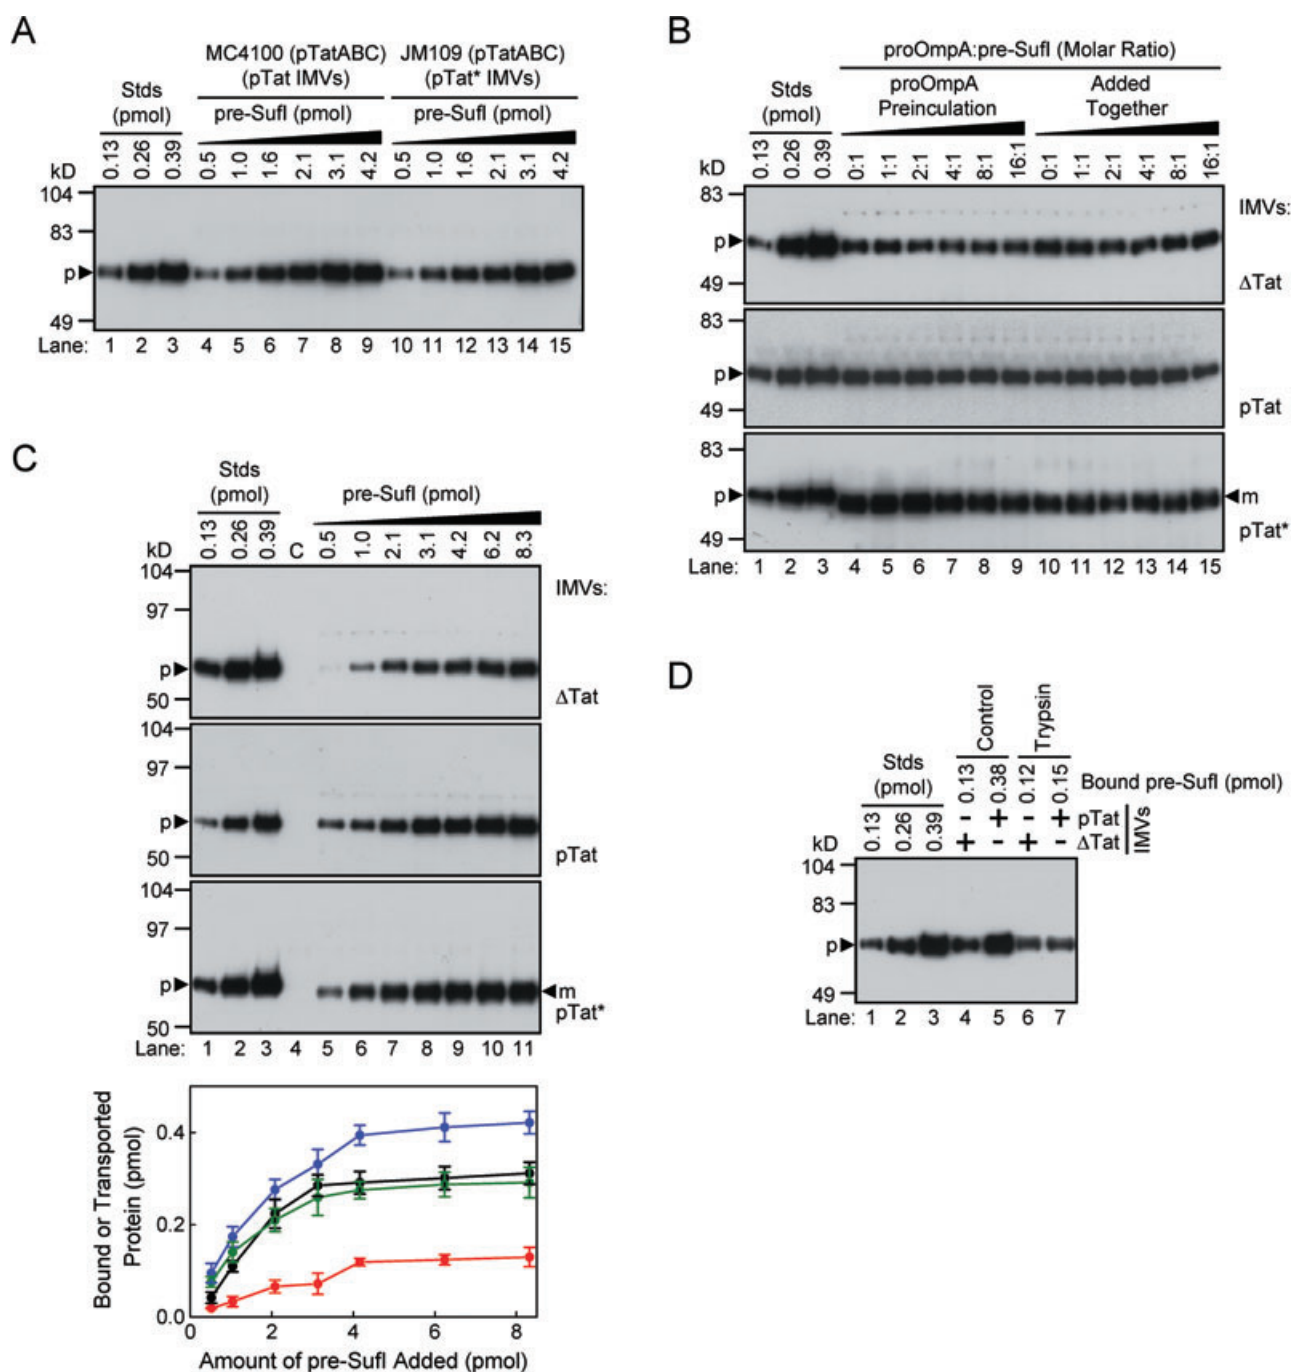 A
MC4100 (pTatABC) JM109 (pTatABC)
(pTat IMVs) (pTat* IMVs)
Stds
(pmol) pre-SufI (pmol) pre-SufI (pmol)
kD 0.13 0.26 0.39 0.5 1.0 1.6 2.1 3.1 4.2 0.5 1.0 1.6 2.1 3.1 4.2
104
83
p
49
Lane: 1 2 3 4 5 6 7 8 9 10 11 12 13 14 15
B
proOmpA:pre-SufI (Molar Ratio)
Stds proOmpA Added
(pmol) Preinculation Together
kD 0.13 0.26 0.39 0:1 1:1 2:1 4:1 8:1 16:1 0:1 1:1 2:1 4:1 8:1 16:1
83 IMVs:
p
49 ΔTat
83
p
49 pTat
83
p m
49 pTat*
Lane: 1 2 3 4 5 6 7 8 9 10 11 12 13 14 15
C
Stds
(pmol) pre-SufI (pmol)
kD 0.13 0.26 0.39 C 0.5 1.0 2.1 3.1 4.2 6.2 8.3
104 IMVs:
97
p
50 ΔTat
104
97
p
50 pTat
104
97
p m
50 pTat*
Lane: 1 2 3 4 5 6 7 8 9 10 11
Bound or Transported
Protein (pmol)
0.4
0.2
0.0
0 2 4 6 8
Amount of pre-SufI Added (pmol)
D
Control Trypsin
Stds
(pmol) 0.13 0.38 0.12 0.15 Bound pre-SufI (pmol)
0.13 0.26 0.39 - + - + pTat
kD + - + - ΔTat
IMVs
104
83
p
49
Lane: 1 2 3 4 5 6 7